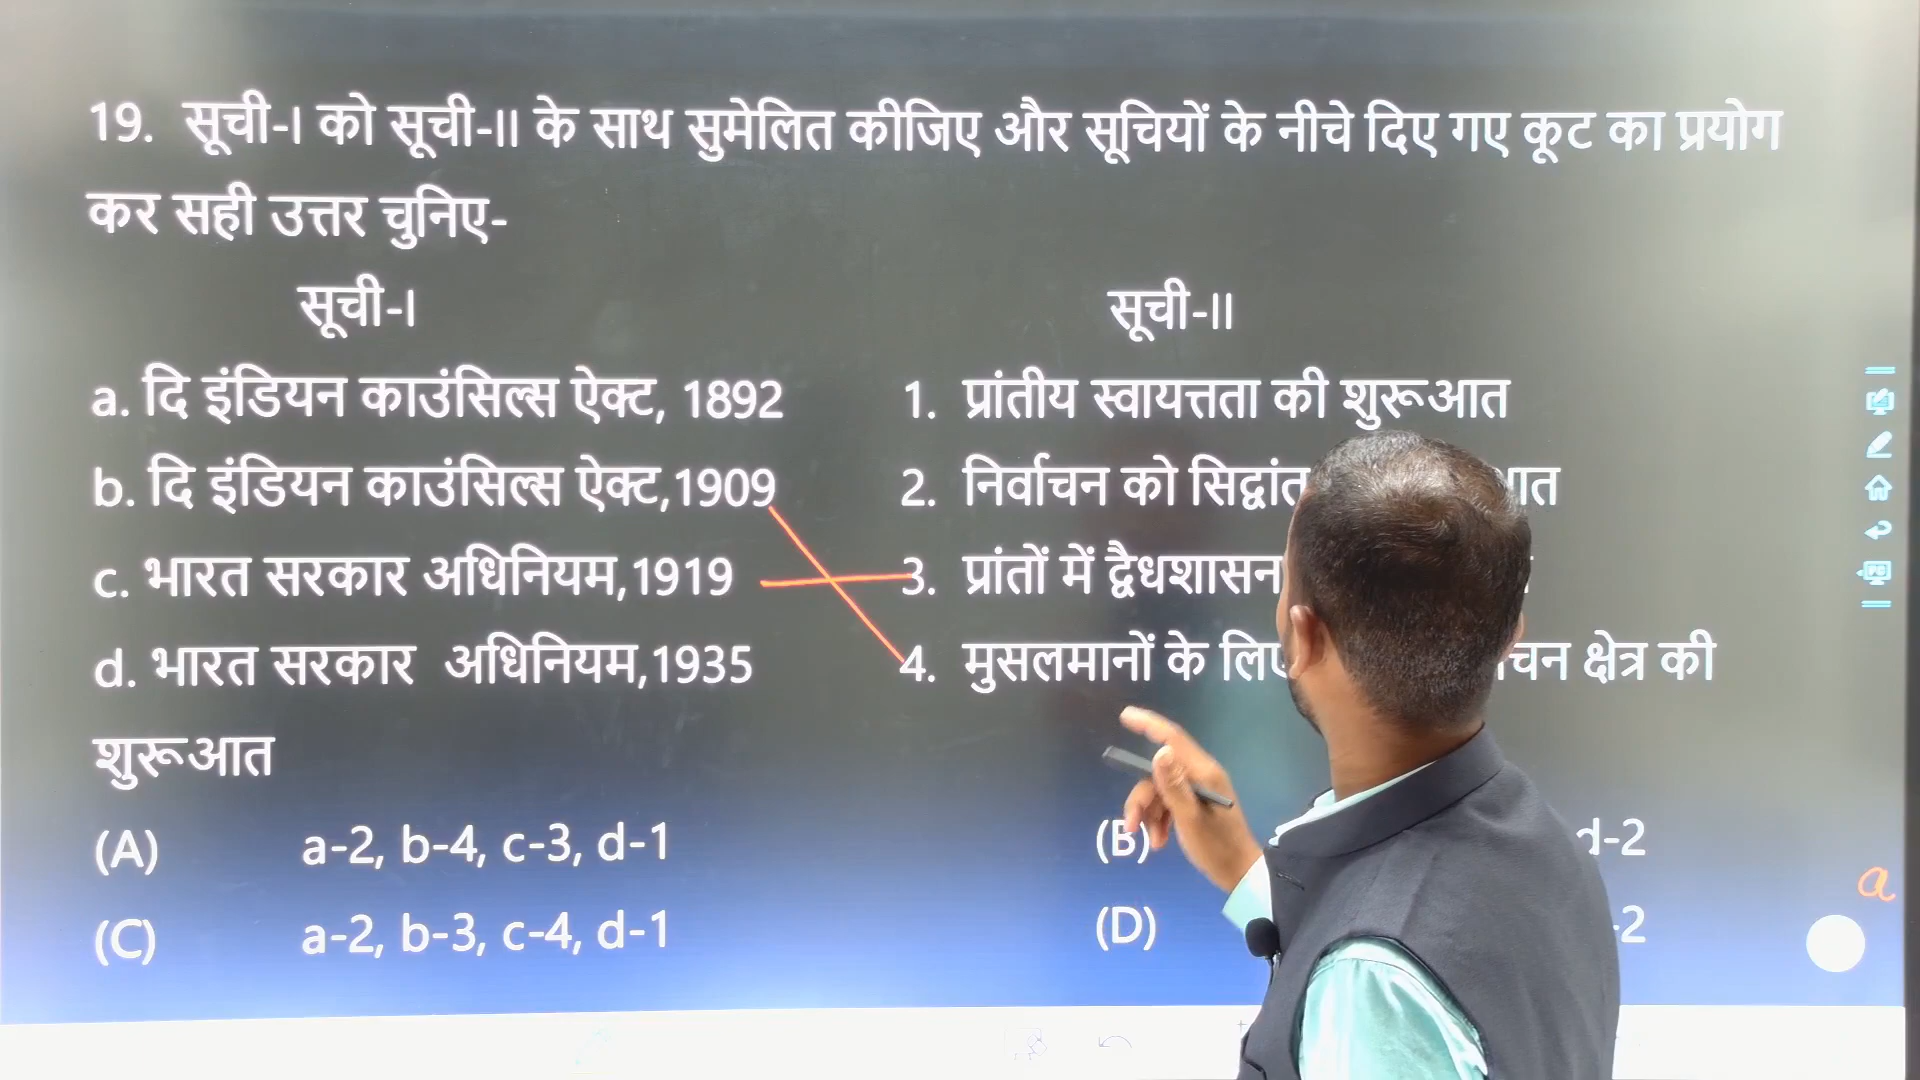 19. सूची-I को सूची-II के साथ सुमेलित कीजिए और सूचियों के नीचे दिए गए कूट का प्रयोग
कर सही उत्तर चुनिए-
सूची-I सूची-II
a. दि इंडियन काउंसिल्स ऐक्ट, 1892 1. प्रांतीय स्वायत्तता की शुरूआत
b. दि इंडियन काउंसिल्स ऐक्ट,1909 2. निर्वाचन को सिद्वांत
c. भारत सरकार अधिनियम,1919 3. प्रांतों में द्वैधशासन
d. भारत सरकार अधिनियम,1935 4. मुसलमानों के क्षेत्र की
शुरूआत
(A) a-2, b-4, c-3, d-1 (B) d-2
a
(C) a-2, b-3, c-4, d-1 (D) -2